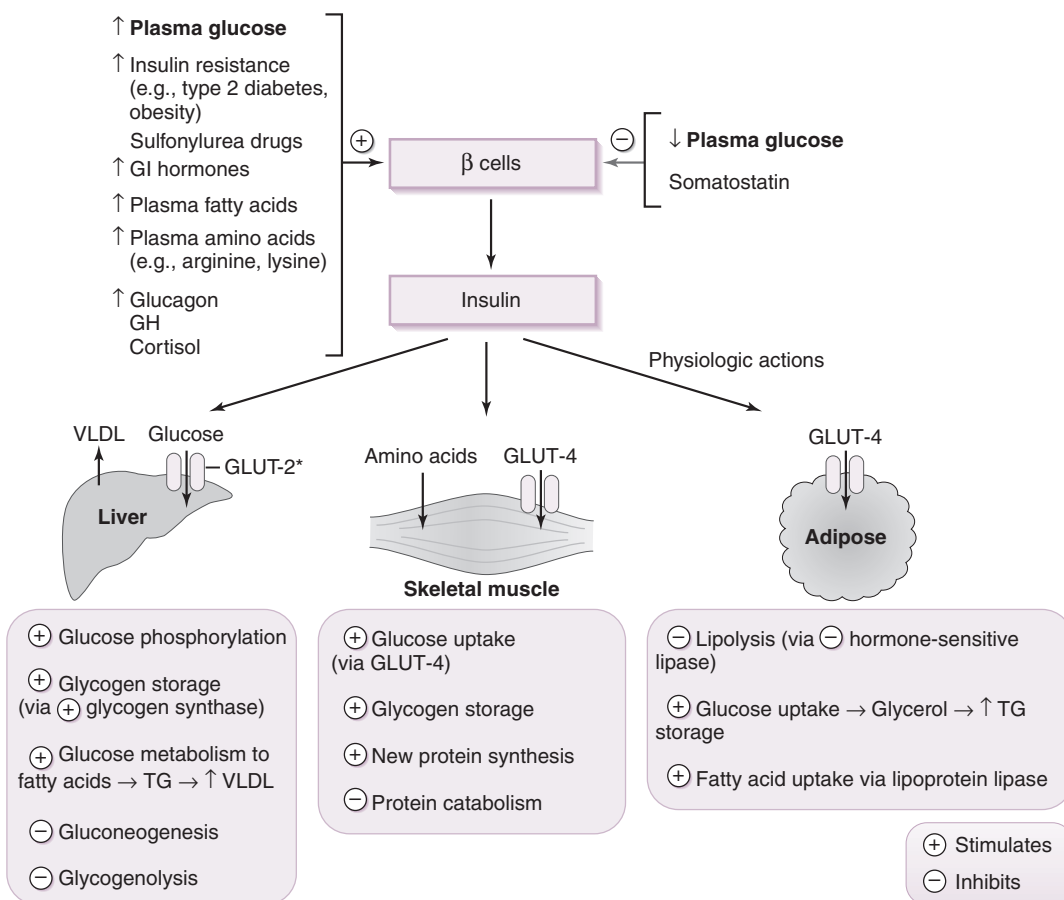 ↑ Plasma glucose
↑ Insulin resistance
(e.g., type 2 diabetes,
obesity)
Sulfonylurea drugs
↑ GI hormones
↑ Plasma fatty acids
↑ Plasma amino acids
(e.g., arginine, lysine)
↑ Glucagon
GH
Cortisol
+
β cells
−
↓ Plasma glucose
Somatostatin
Insulin
Physiologic actions
VLDL
Glucose
GLUT-2*
Liver
Amino acids
GLUT-4
Skeletal muscle
GLUT-4
Adipose
+ Glucose phosphorylation
+ Glycogen storage
(via + glycogen synthase)
+ Glucose metabolism to
fatty acids → TG → ↑ VLDL
− Gluconeogenesis
− Glycogenolysis
+ Glucose uptake
(via GLUT-4)
+ Glycogen storage
+ New protein synthesis
− Protein catabolism
− Lipolysis (via − hormone-sensitive
lipase)
+ Glucose uptake → Glycerol → ↑ TG
storage
+ Fatty acid uptake via lipoprotein lipase
+ Stimulates
− Inhibits